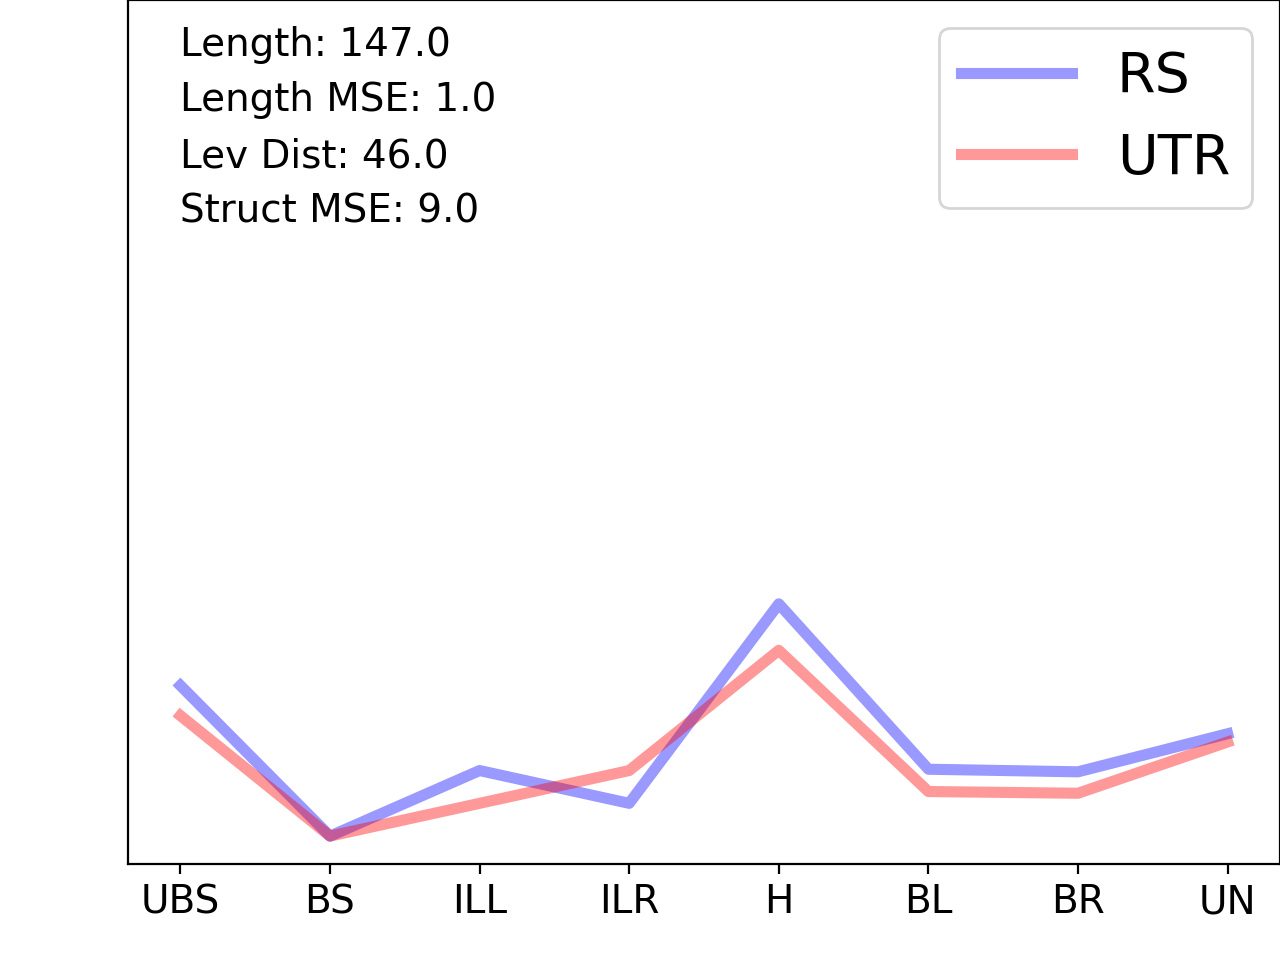 Length: 147.0
Length MSE: 1.0
Lev Dist: 46.0
Struct MSE: 9.0
RS
UTR
UBS BS ILL ILR H BL BR UN